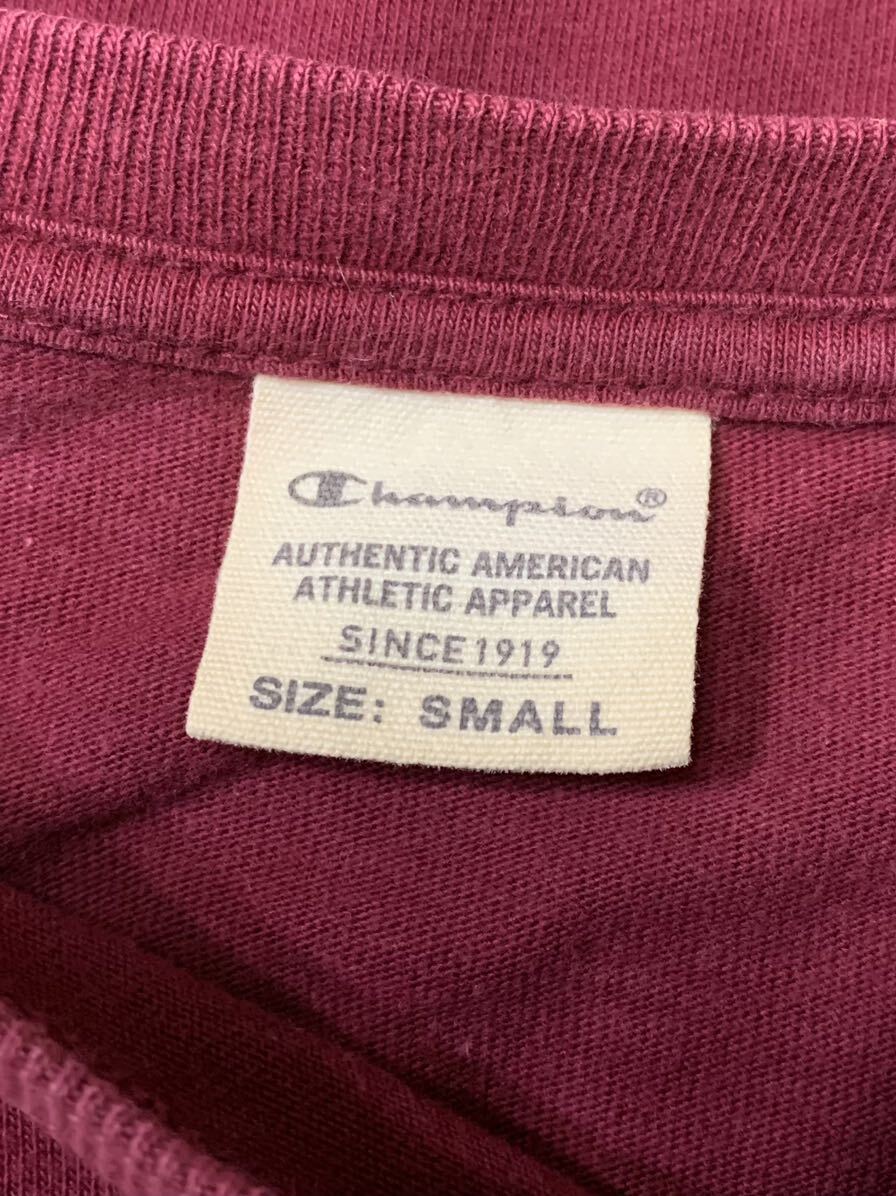 Champion®
AUTHENTIC AMERICAN
ATHLETIC APPAREL
SINCE 1919
SIZE: SMALL